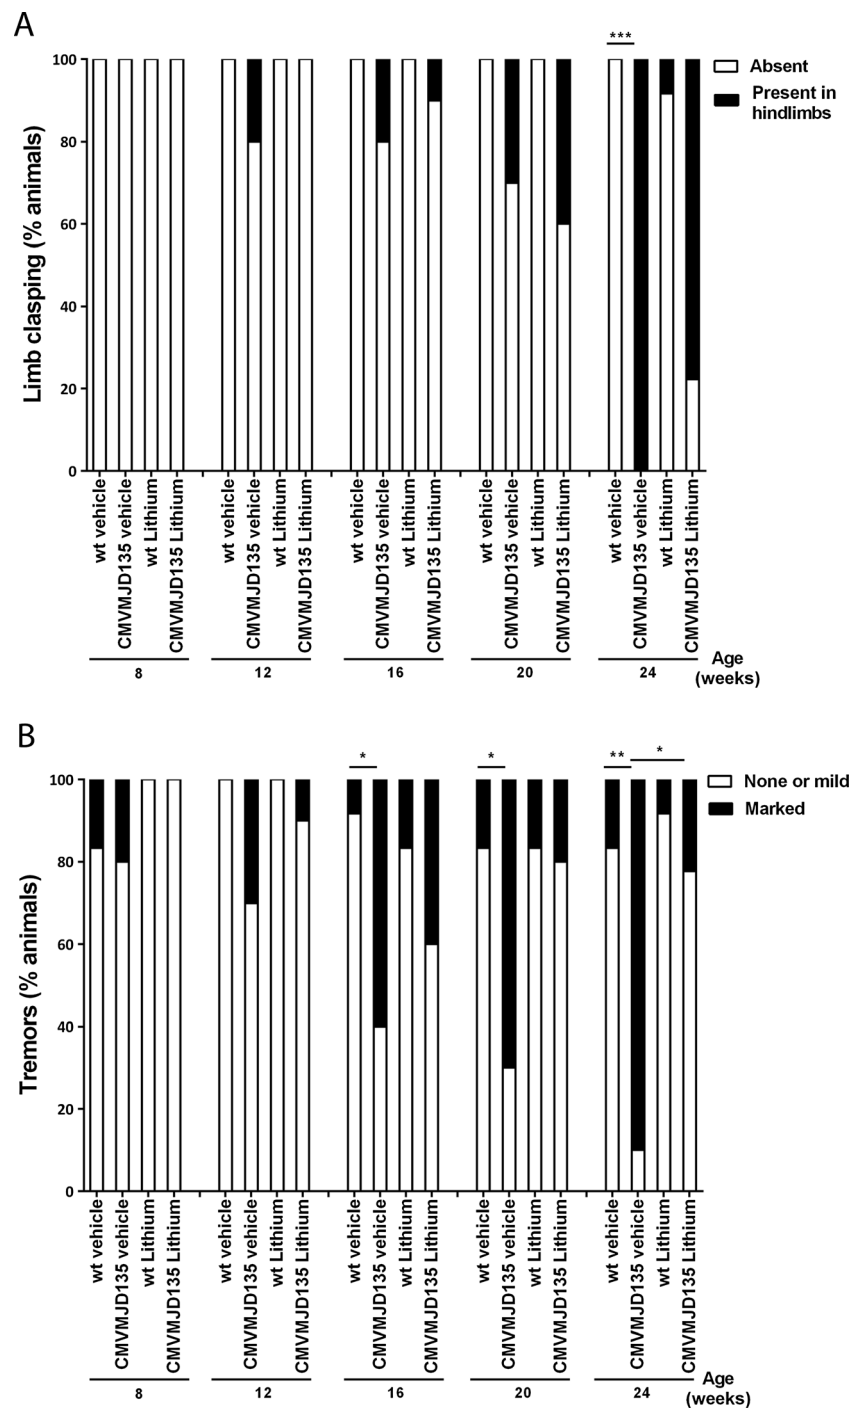 A
***
Absent
Present in
hindlimbs
Limb clasping (% animals)
100
80
60
40
20
0
wt vehicle
CMVMJD135 vehicle
wt Lithium
CMVMJD135 Lithium
wt vehicle
CMVMJD135 vehicle
wt Lithium
CMVMJD135 Lithium
wt vehicle
CMVMJD135 vehicle
wt Lithium
CMVMJD135 Lithium
wt vehicle
CMVMJD135 vehicle
wt Lithium
CMVMJD135 Lithium
wt vehicle
CMVMJD135 vehicle
wt Lithium
CMVMJD135 Lithium
8
12
16
20
24
Age
(weeks)
B
*
*
**
*
None or mild
Marked
Tremors (% animals)
100
80
60
40
20
0
wt vehicle
CMVMJD135 vehicle
wt Lithium
CMVMJD135 Lithium
wt vehicle
CMVMJD135 vehicle
wt Lithium
CMVMJD135 Lithium
wt vehicle
CMVMJD135 vehicle
wt Lithium
CMVMJD135 Lithium
wt vehicle
CMVMJD135 vehicle
wt Lithium
CMVMJD135 Lithium
wt vehicle
CMVMJD135 vehicle
wt Lithium
CMVMJD135 Lithium
8
12
16
20
24
Age
(weeks)